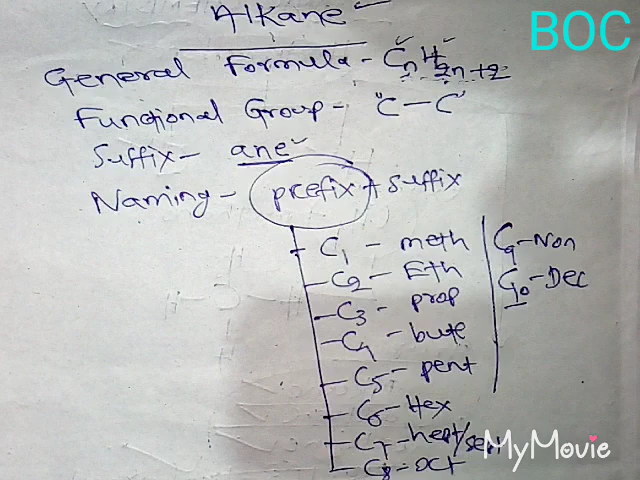 Alkane
BOC
General Formula - CnH2n+2
Functional Group - C-C
Suffix - ane
Naming - prefix + suffix
C1 - meth
C2 - Eth
C3 - prop
C4 - bute
C5 - pent
C6 - Hex
C7 - hept/sept
C8 - oct
C9 - Non
C10 - Dec
MyMovie